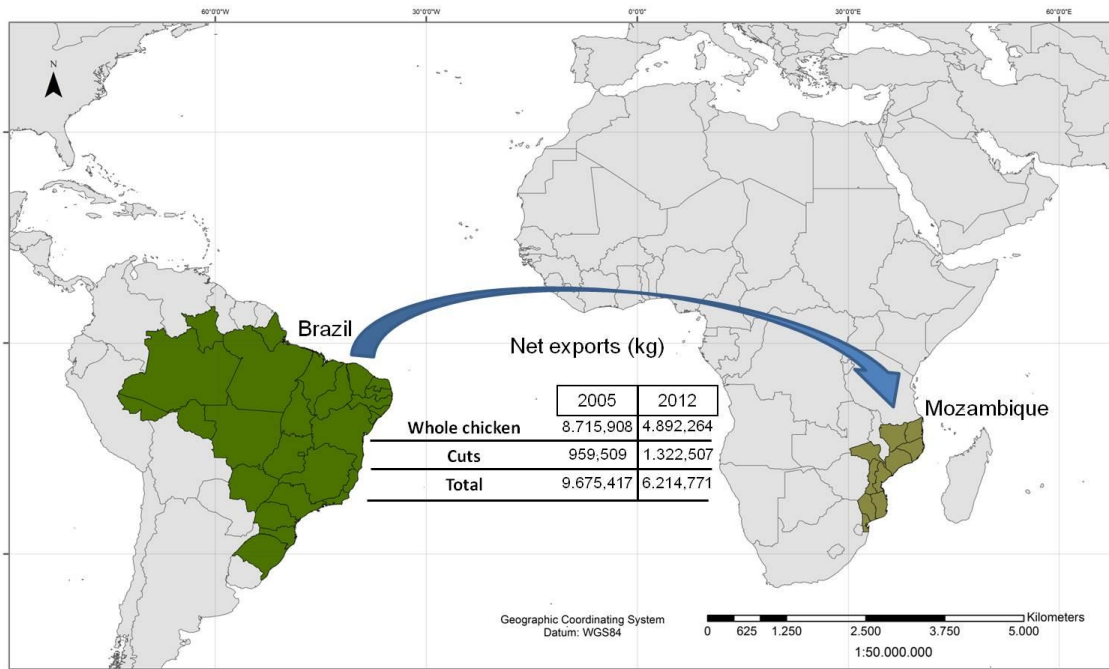 60°0'0"W 30°0'0"W 0°0'0" 30°0'0"E 60°0'0"E
N
Brazil
Net exports (kg)
Mozambique
2005 2012
Whole chicken 8.715,908 4.892,264
Cuts 959,509 1.322,507
Total 9.675,417 6.214,771
Geographic Coordinating System
Datum: WGS84
Kilometers
0 625 1.250 2.500 3.750 5.000
1:50.000.000